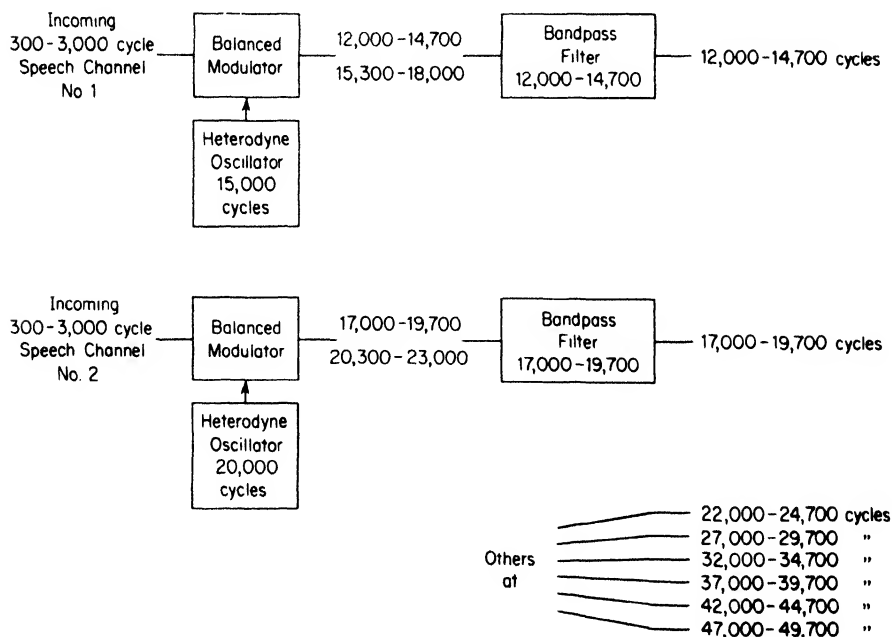 Incoming
300-3,000 cycle
Speech Channel
No 1
Balanced
Modulator
12,000-14,700
15,300-18,000
Bandpass
Filter
12,000-14,700
12,000-14,700 cycles
Heterodyne
Oscillator
15,000
cycles
Incoming
300-3,000 cycle
Speech Channel
No. 2
Balanced
Modulator
17,000-19,700
20,300-23,000
Bandpass
Filter
17,000-19,700
17,000-19,700 cycles
Heterodyne
Oscillator
20,000
cycles
Others
at
22,000-24,700 cycles
27,000-29,700 "
32,000-34,700 "
37,000-39,700 "
42,000-44,700 "
47,000-49,700 "